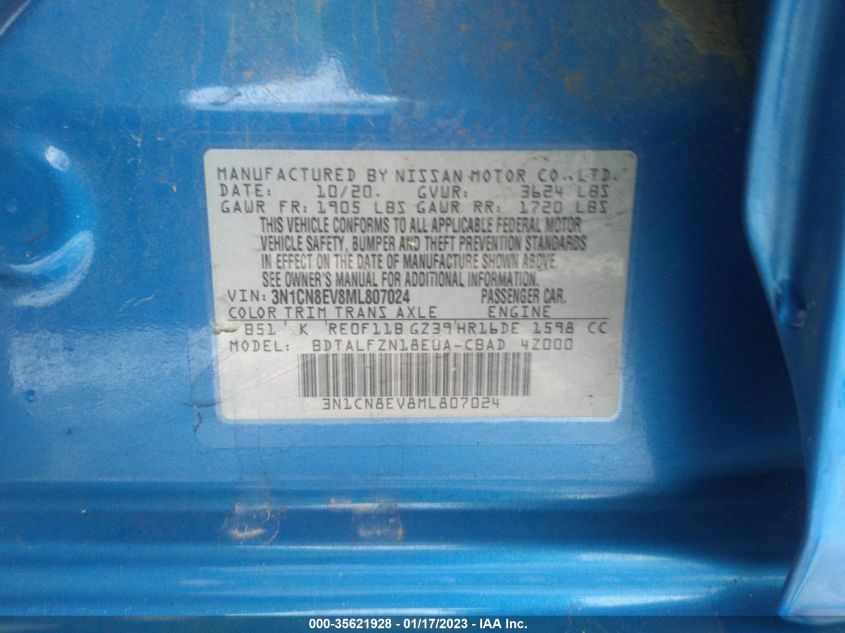 MANUFACTURED BY NISSAN MOTOR CO., LTD.
DATE: 10/20. GVWR: 3624 LBS
GAWR FR: 1905 LBS GAWR RR: 1720 LBS
THIS VEHICLE CONFORMS TO ALL APPLICABLE FEDERAL MOTOR
VEHICLE SAFETY, BUMPER AND THEFT PREVENTION STANDARDS
IN EFFECT ON THE DATE OF MANUFACTURE SHOWN ABOVE.
SEE OWNER'S MANUAL FOR ADDITIONAL INFORMATION.
VIN: 3N1CN8EV8ML807024 PASSENGER CAR.
COLOR TRIM TRANS AXLE ENGINE
B51 K RE0F11B GZ39 HR16DE 1598 CC
MODEL: BDTALFZN18EUA-CBAD 4Z000
3N1CN8EV8ML807024
000-35621928 - 01/17/2023 - IAA Inc.